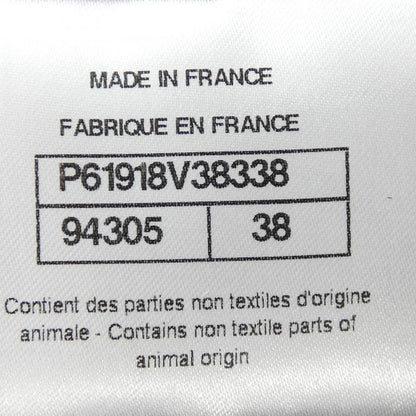 MADE IN FRANCE
FABRIQUE EN FRANCE
P61918V38338
94305 38
Contient des parties non textiles d'origine
animale - Contains non textile parts of
animal origin